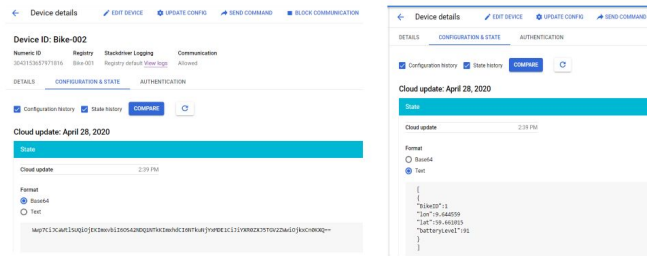 Device details
EDIT DEVICE
UPDATE CONFIG
SEND COMMAND
BLOCK COMMUNICATION
Device ID: Bike-002
Numeric ID Registry Stackdriver Logging Communication
3043153657971816 Bike-001 Registry default View logs Allowed
DETAILS CONFIGURATION & STATE AUTHENTICATION
Configuration history State history COMPARE
Cloud update: April 28, 2020
State
Cloud update 2:39 PM
Format
Base64
Text
Wwp7CiJCaWtlSUQiOjEKImxvbiI6OS42NDQ1NTkKImxhdCI6NTkuNjYxMDE1CiJiYXR0ZXJ5TGV2ZWwiOjkxCn0KXQ==
Device details
EDIT DEVICE
UPDATE CONFIG
SEND COMMAND
DETAILS CONFIGURATION & STATE AUTHENTICATION
Configuration history State history COMPARE
Cloud update: April 28, 2020
State
Cloud update 2:39 PM
Format
Base64
Text
[
{
"BikeID":1
"lon":9.644559
"lat":59.661015
"batteryLevel":91
}
]